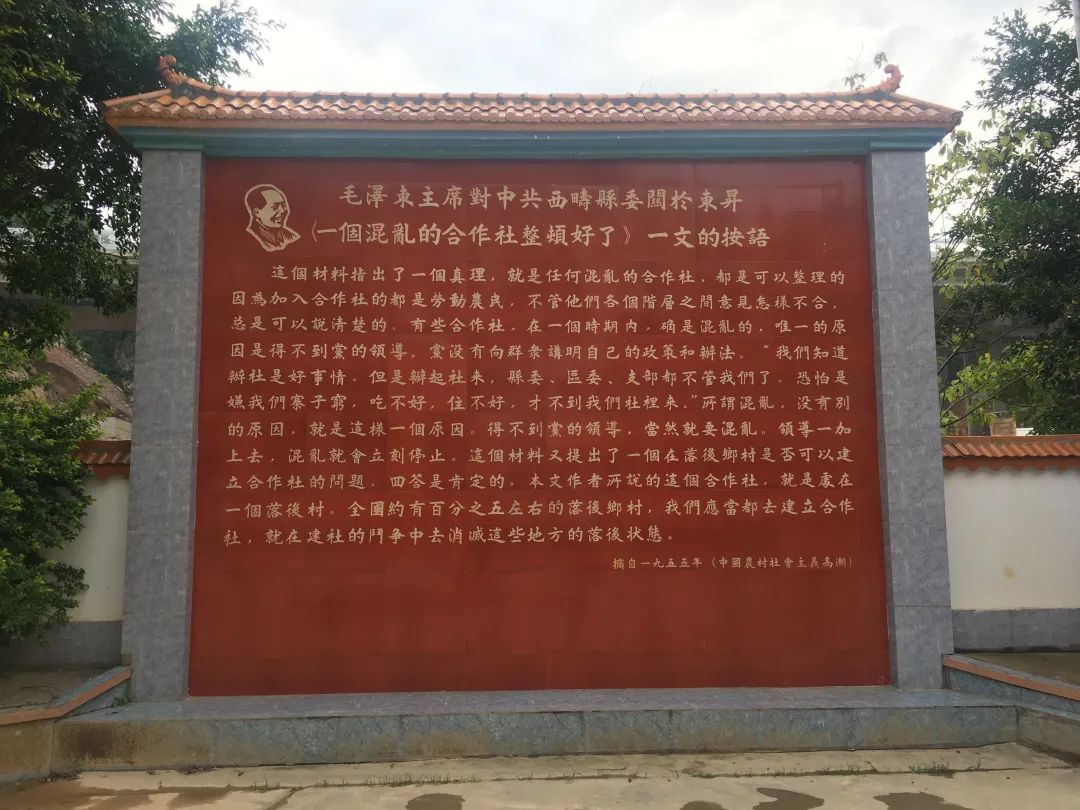 毛澤東主席對中共西疇縣委關於東昇
《一個混亂的合作社整頓好了》一文的按語
這個材料指出了一個真理，就是任何混亂的合作社，都是可以整理的
因為加入合作社的都是勞動農民，不管他們各個階層之間意見怎樣不合，
总是可以說清楚的。有些合作社，在一個時期內，确是混亂的，唯一的原
因是得不到黨的領導，黨沒有向群衆講明自己的政策和辦法。“我們知道
辦社是好事情。但是辦起社来，縣委、區委、支部都不管我們了。恐怕是
嫌我們寨子窮，吃不好，住不好，才不到我們社裡来。”所謂混亂，没有别
的原因，就是這樣一個原因。得不到黨的領導，當然就要混亂。領導一加
上去，混亂就會立刻停止。這個材料又提出了一個在落後鄉村是否可以建
立合作社的問題，回答是肯定的。本文作者所說的這個合作社，就是處在
一個落後村。全國約有百分之五左右的落後鄉村，我們應當都去建立合作
社，就在建社的鬥争中去消滅這些地方的落後状態。
摘自一九五五年（中國農村社會主義高潮）